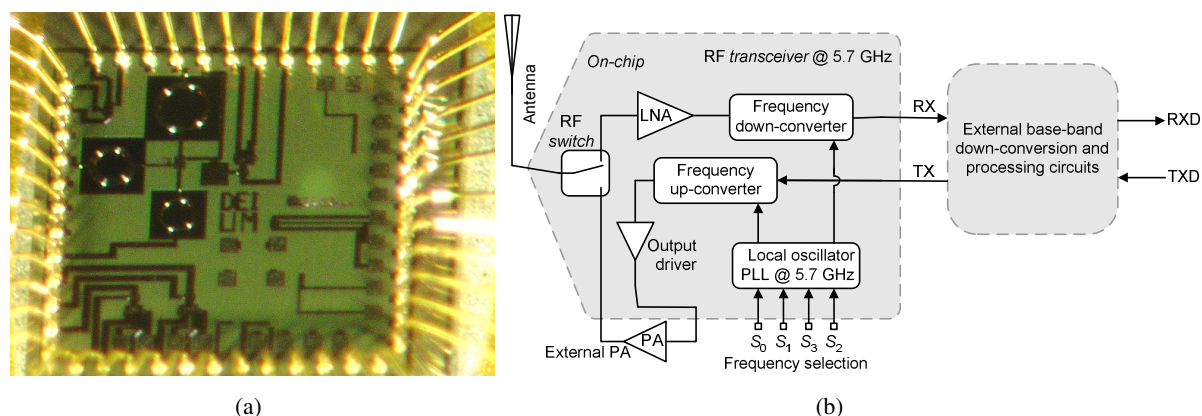 DEI
UM
(a)
Antenna
On-chip
RF transceiver @ 5.7 GHz
RF
switch
LNA
Frequency
down-converter
RX
External base-band
down-conversion and
processing circuits
RXD
TXD
Frequency
up-converter
TX
Output
driver
Local oscillator
PLL @ 5.7 GHz
External PA
PA
S0 S1 S3 S2
Frequency selection
(b)